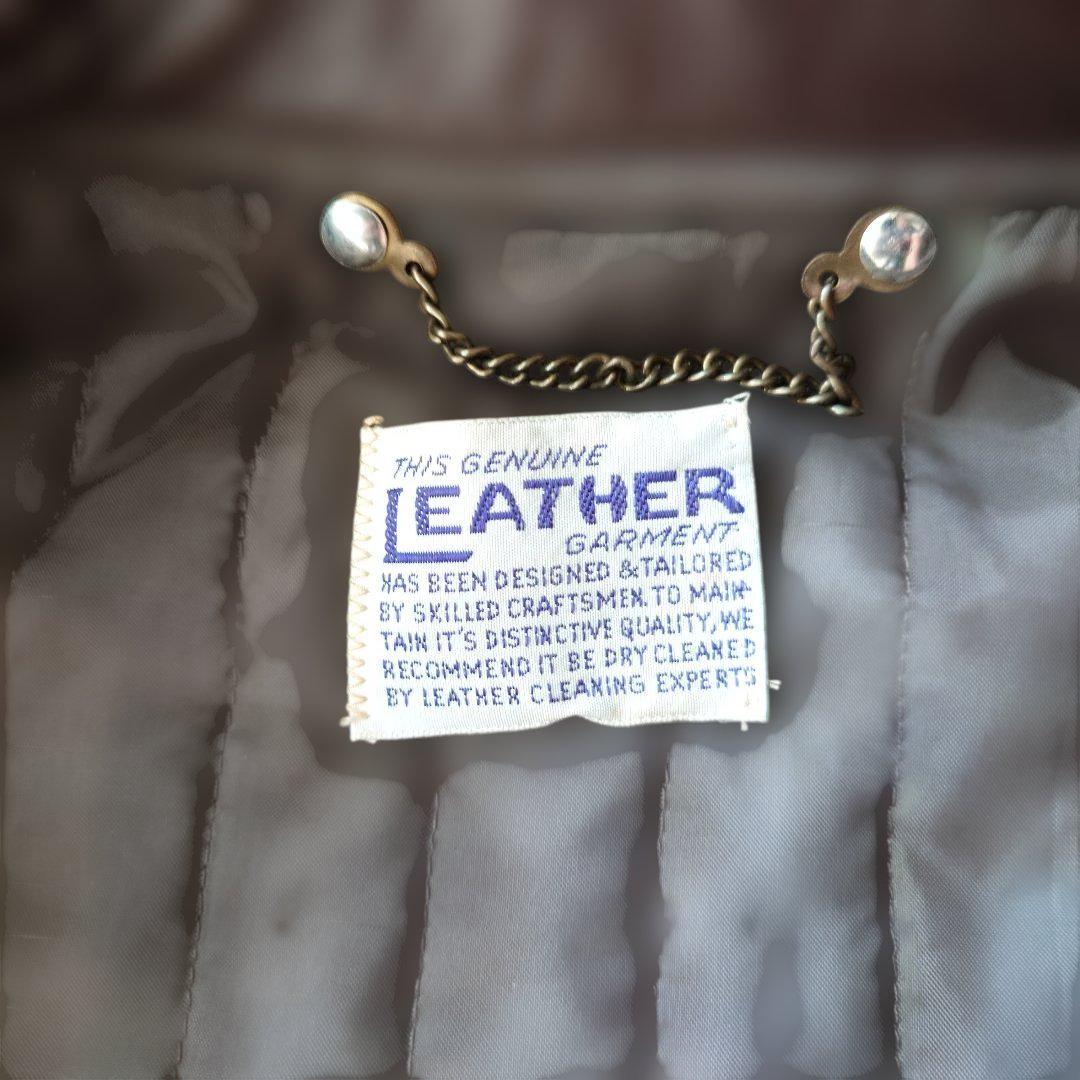 THIS GENUINE
LEATHER
GARMENT
HAS BEEN DESIGNED & TAILORED
BY SKILLED CRAFTSMEN. TO MAIN-
TAIN IT'S DISTINCTIVE QUALITY, WE
RECOMMEND IT BE DRY CLEANED
BY LEATHER CLEANING EXPERTS